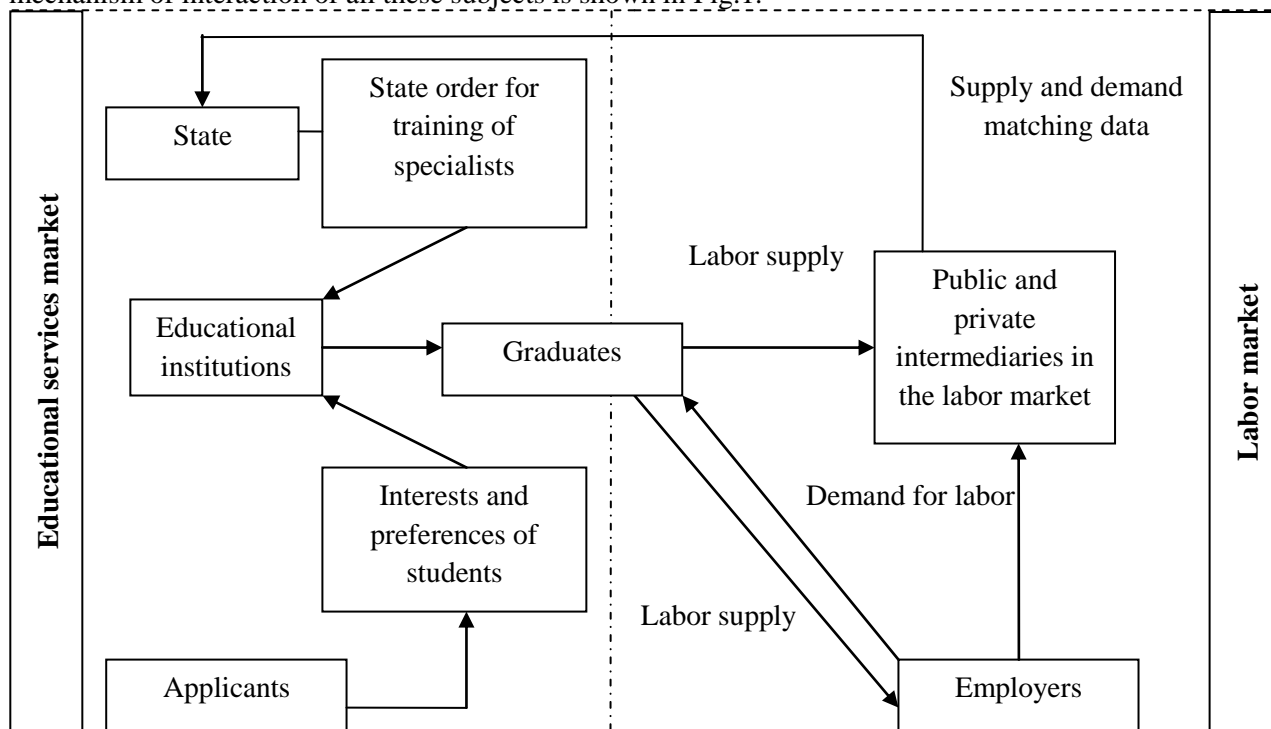 mechanism of interaction of all these subjects is shown in Fig.1.
Educational services market
State
State order for
training of
specialists
Supply and demand
matching data
Labor supply
Public and
private
intermediaries in
the labor market
Educational
institutions
Graduates
Interests and
preferences of
students
Demand for labor
Labor supply
Applicants
Employers
Labor market